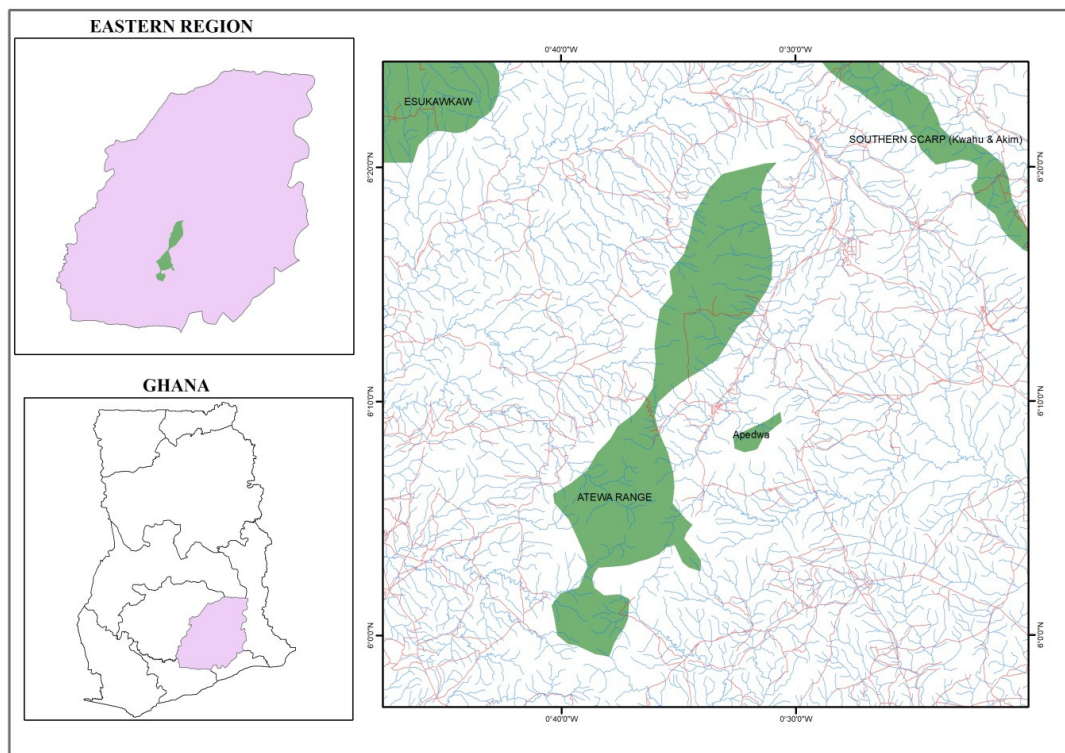 EASTERN REGION
GHANA
0°40'0"W
0°30'0"W
ESUKAWKAW
SOUTHERN SCARP (Kwahu & Akim)
6°20'0"N
6°20'0"N
6°10'0"N
6°10'0"N
Apedwa
ATEWA RANGE
6°0'0"N
6°0'0"N
0°40'0"W
0°30'0"W